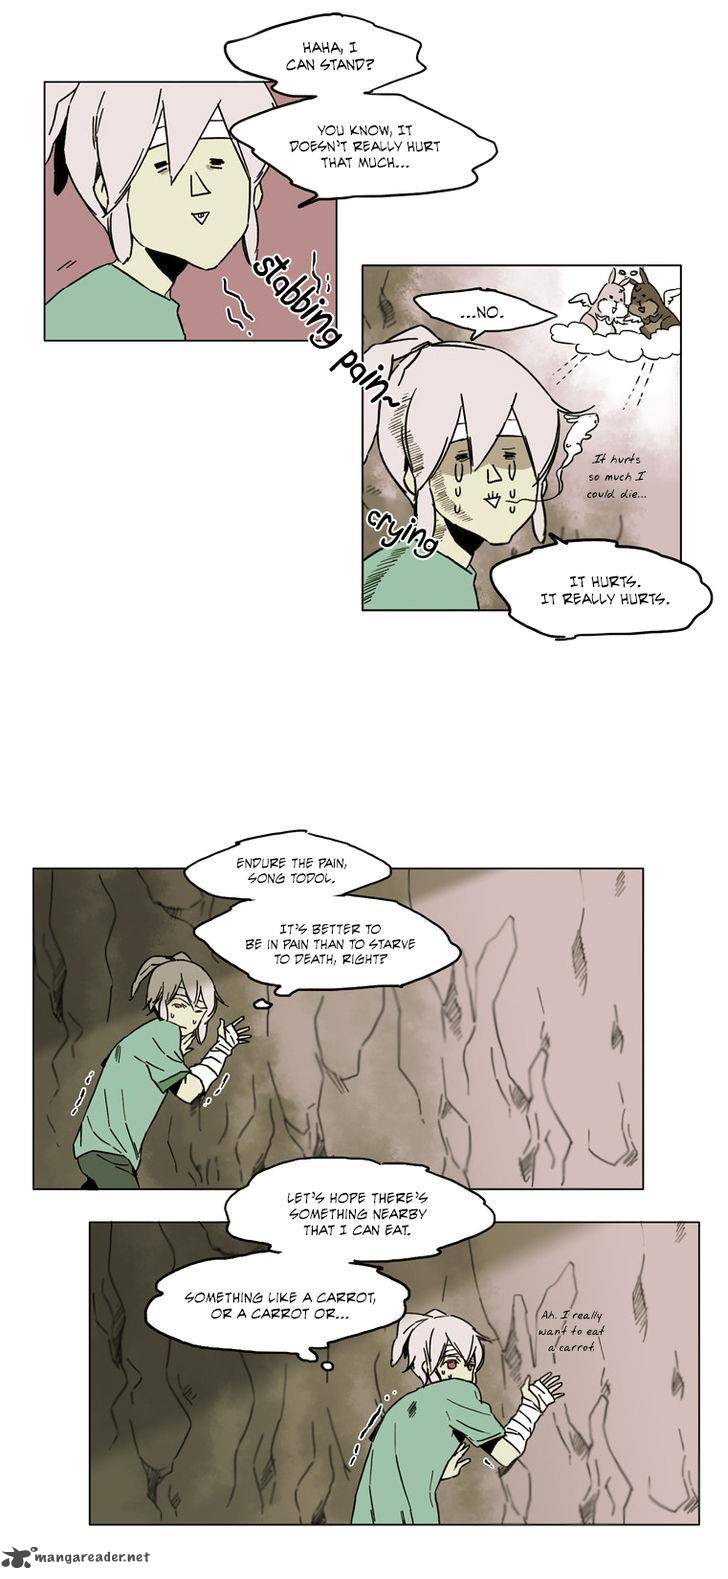 HAHA, I
CAN STAND?
YOU KNOW, IT
DOESN'T REALLY HURT
THAT MUCH...
stabbing pain~
...NO.
It hurts
so much I
could die...
crying
IT HURTS.
IT REALLY HURTS.
ENDURE THE PAIN,
SONG TODOL.
IT'S BETTER TO
BE IN PAIN THAN TO STARVE
TO DEATH, RIGHT?
LET'S HOPE THERE'S
SOMETHING NEARBY
THAT I CAN EAT.
SOMETHING LIKE A CARROT,
OR A CARROT OR...
Ah. I really
want to eat
a carrot.
mangareader.net